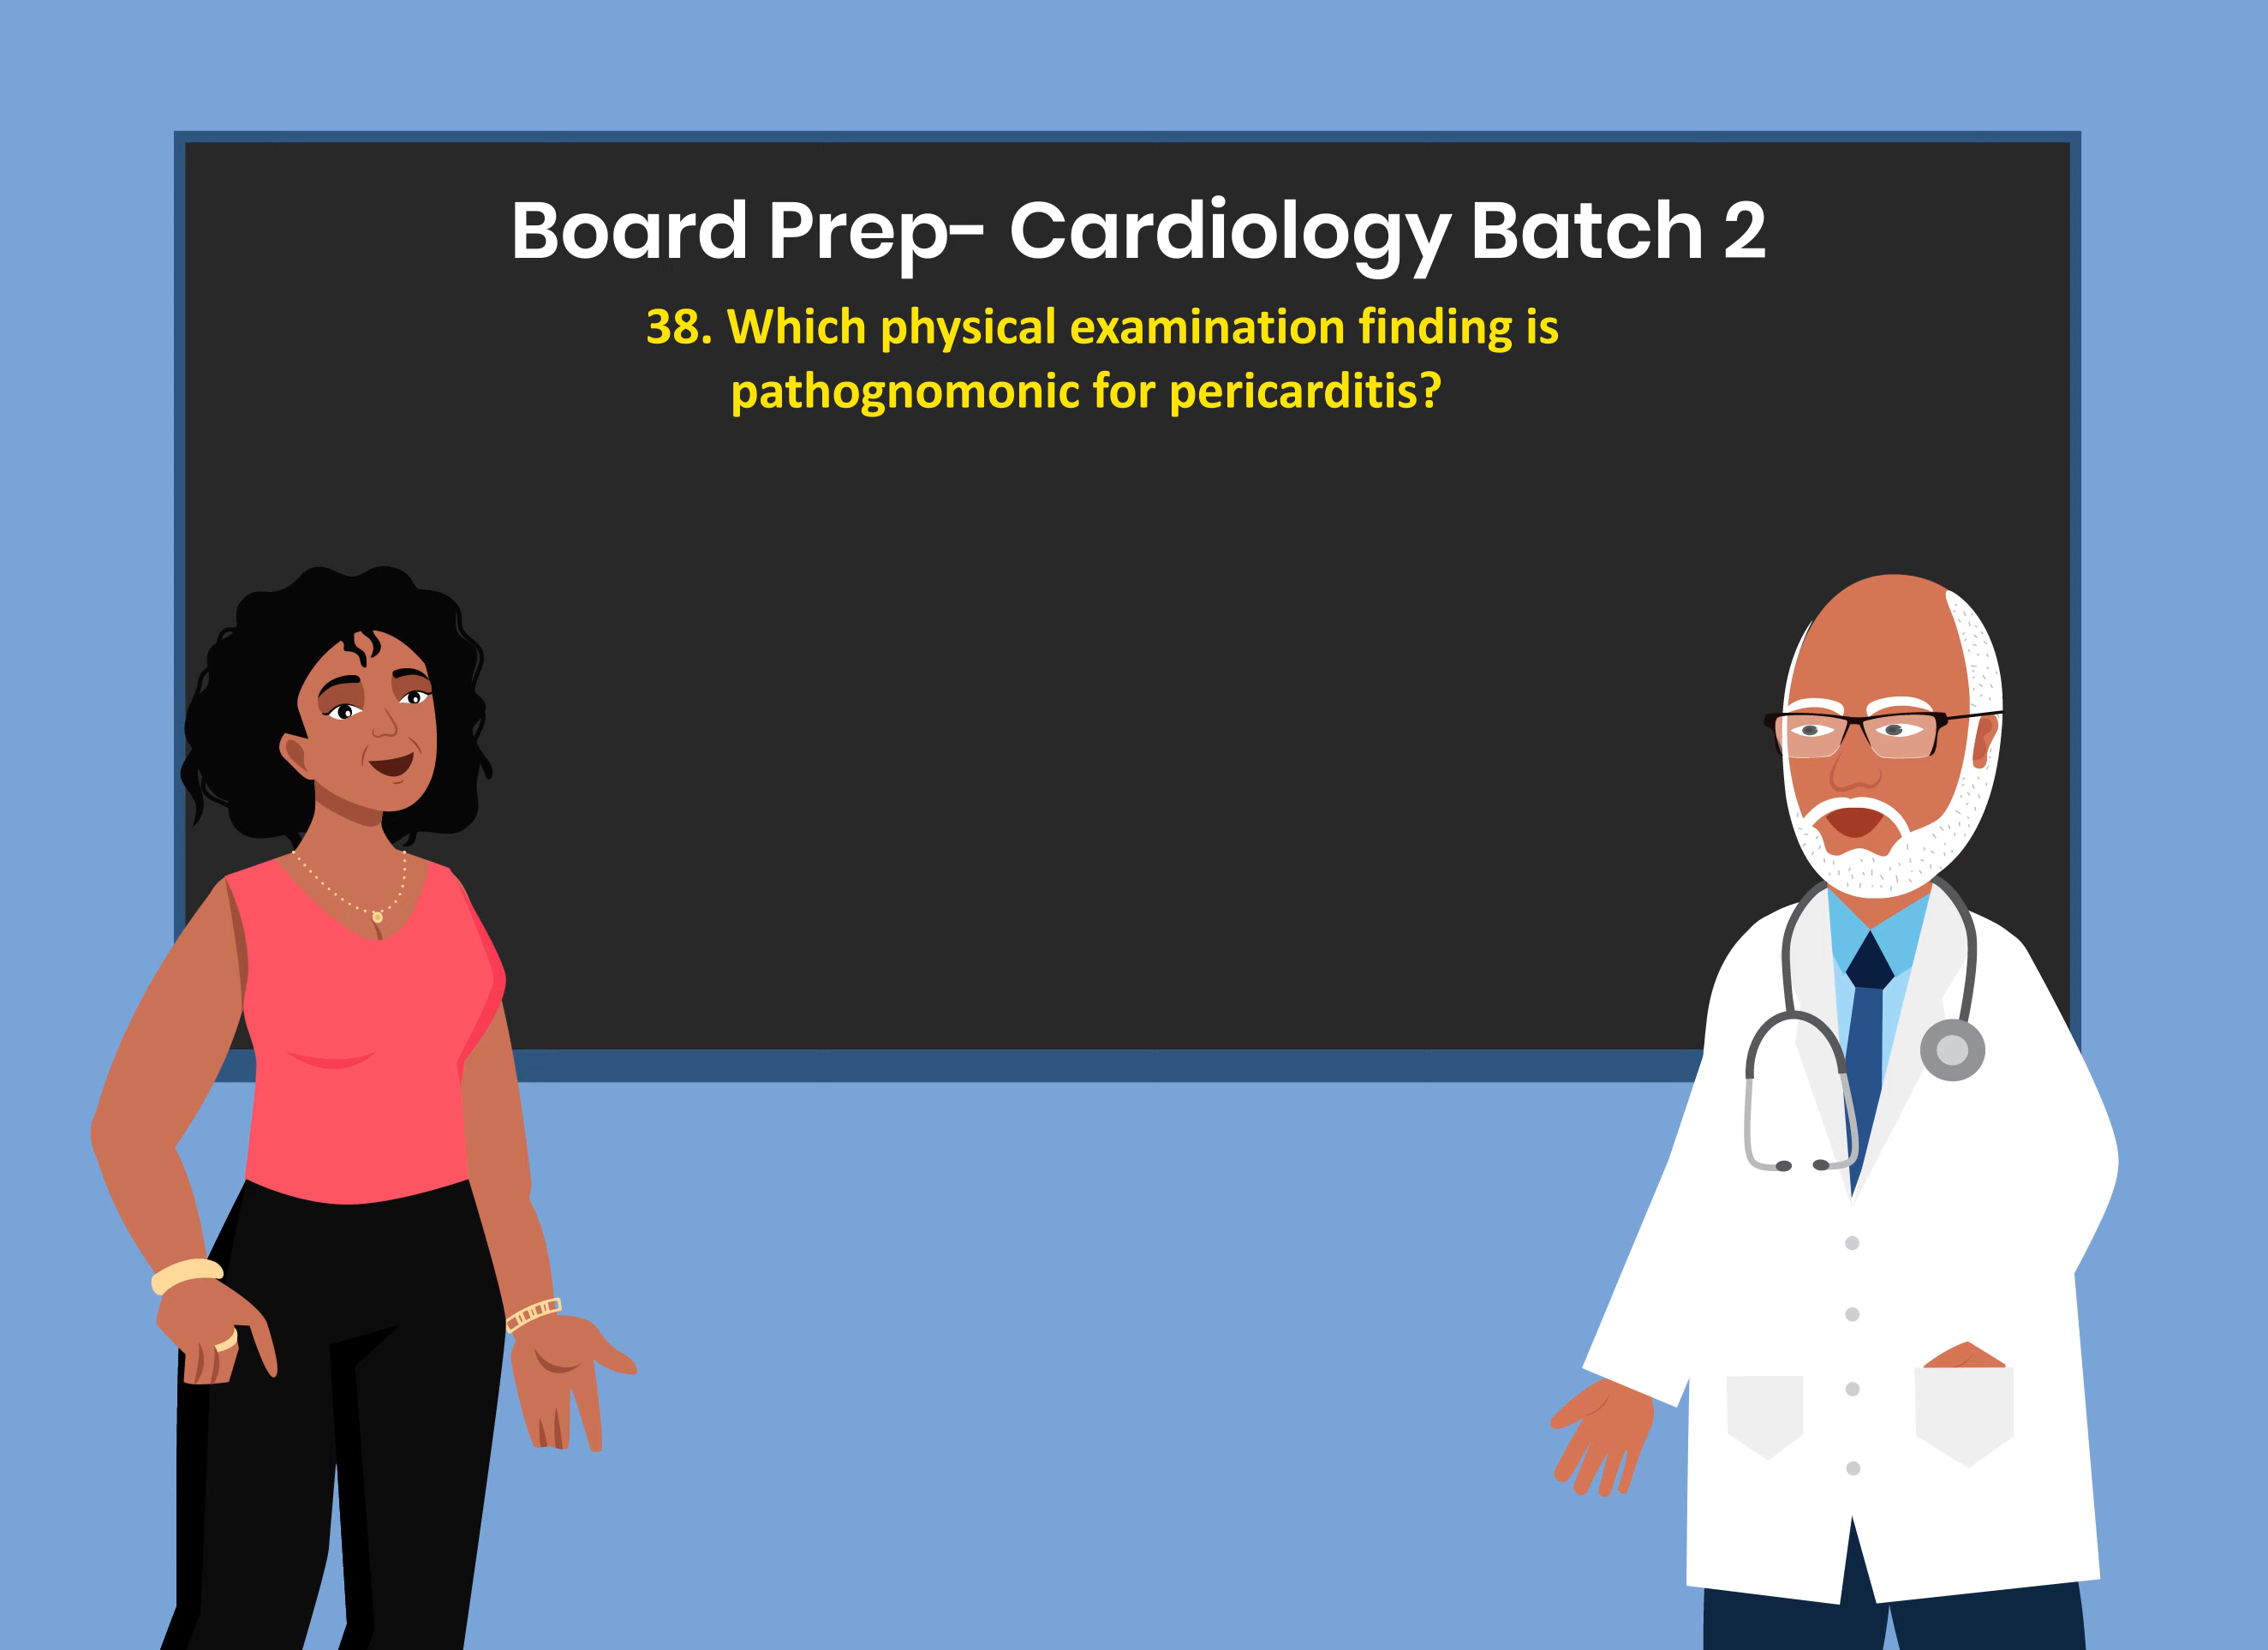 Board Prep- Cardiology Batch 2
38. Which physical examination finding is
pathognomonic for pericarditis?